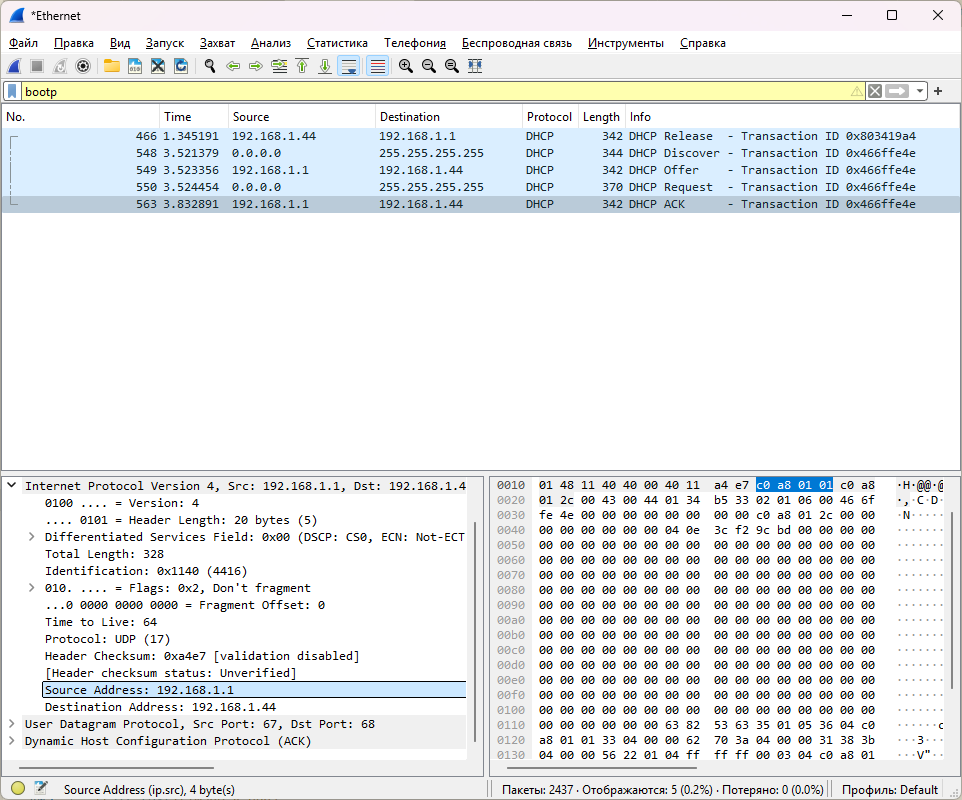 *Ethernet
Файл Правка Вид Запуск Захват Анализ Статистика Телефония Беспроводная связь Инструменты Справка
bootp
No. Time Source Destination Protocol Length Info
466 1.345191 192.168.1.44 192.168.1.1 DHCP 342 DHCP Release - Transaction ID 0x803419a4
548 3.521379 0.0.0.0 255.255.255.255 DHCP 344 DHCP Discover - Transaction ID 0x466ffe4e
549 3.523356 192.168.1.1 192.168.1.44 DHCP 342 DHCP Offer - Transaction ID 0x466ffe4e
550 3.524454 0.0.0.0 255.255.255.255 DHCP 370 DHCP Request - Transaction ID 0x466ffe4e
563 3.832891 192.168.1.1 192.168.1.44 DHCP 342 DHCP ACK - Transaction ID 0x466ffe4e
Internet Protocol Version 4, Src: 192.168.1.1, Dst: 192.168.1.4
0100 .... = Version: 4
.... 0101 = Header Length: 20 bytes (5)
Differentiated Services Field: 0x00 (DSCP: CS0, ECN: Not-ECT
Total Length: 328
Identification: 0x1140 (4416)
010. .... = Flags: 0x2, Don't fragment
...0 0000 0000 0000 = Fragment Offset: 0
Time to Live: 64
Protocol: UDP (17)
Header Checksum: 0xa4e7 [validation disabled]
[Header checksum status: Unverified]
Source Address: 192.168.1.1
Destination Address: 192.168.1.44
User Datagram Protocol, Src Port: 67, Dst Port: 68
Dynamic Host Configuration Protocol (ACK)
0010 01 48 11 40 40 00 40 11 a4 e7 c0 a8 01 01 c0 a8 ·H·@@·@
0020 01 2c 00 43 00 44 01 34 b5 33 02 01 06 00 46 6f ·,·C·D·
0030 fe 4e 00 00 00 00 00 00 00 00 c0 a8 01 2c 00 00 ·N·····
0040 00 00 00 00 00 00 04 0e 3c f2 9c bd 00 00 00 00 ·······
0050 00 00 00 00 00 00 00 00 00 00 00 00 00 00 00 00 ·······
0060 00 00 00 00 00 00 00 00 00 00 00 00 00 00 00 00 ·······
0070 00 00 00 00 00 00 00 00 00 00 00 00 00 00 00 00 ·······
0080 00 00 00 00 00 00 00 00 00 00 00 00 00 00 00 00 ·······
0090 00 00 00 00 00 00 00 00 00 00 00 00 00 00 00 00 ·······
00a0 00 00 00 00 00 00 00 00 00 00 00 00 00 00 00 00 ·······
00b0 00 00 00 00 00 00 00 00 00 00 00 00 00 00 00 00 ·······
00c0 00 00 00 00 00 00 00 00 00 00 00 00 00 00 00 00 ·······
00d0 00 00 00 00 00 00 00 00 00 00 00 00 00 00 00 00 ·······
00e0 00 00 00 00 00 00 00 00 00 00 00 00 00 00 00 00 ·······
00f0 00 00 00 00 00 00 00 00 00 00 00 00 00 00 00 00 ·······
0100 00 00 00 00 00 00 00 00 00 00 00 00 00 00 00 00 ·······
0110 00 00 00 00 00 00 63 82 53 63 35 01 05 36 04 c0 ······c
0120 a8 01 01 33 04 00 00 62 70 3a 04 00 00 31 38 3b ···3···
0130 04 00 00 56 22 01 04 ff ff ff 00 03 04 c0 a8 01 ···V"··
Source Address (ip.src), 4 byte(s)
Пакеты: 2437 · Отображаются: 5 (0.2%) · Потеряно: 0 (0.0%)
Профиль: Default